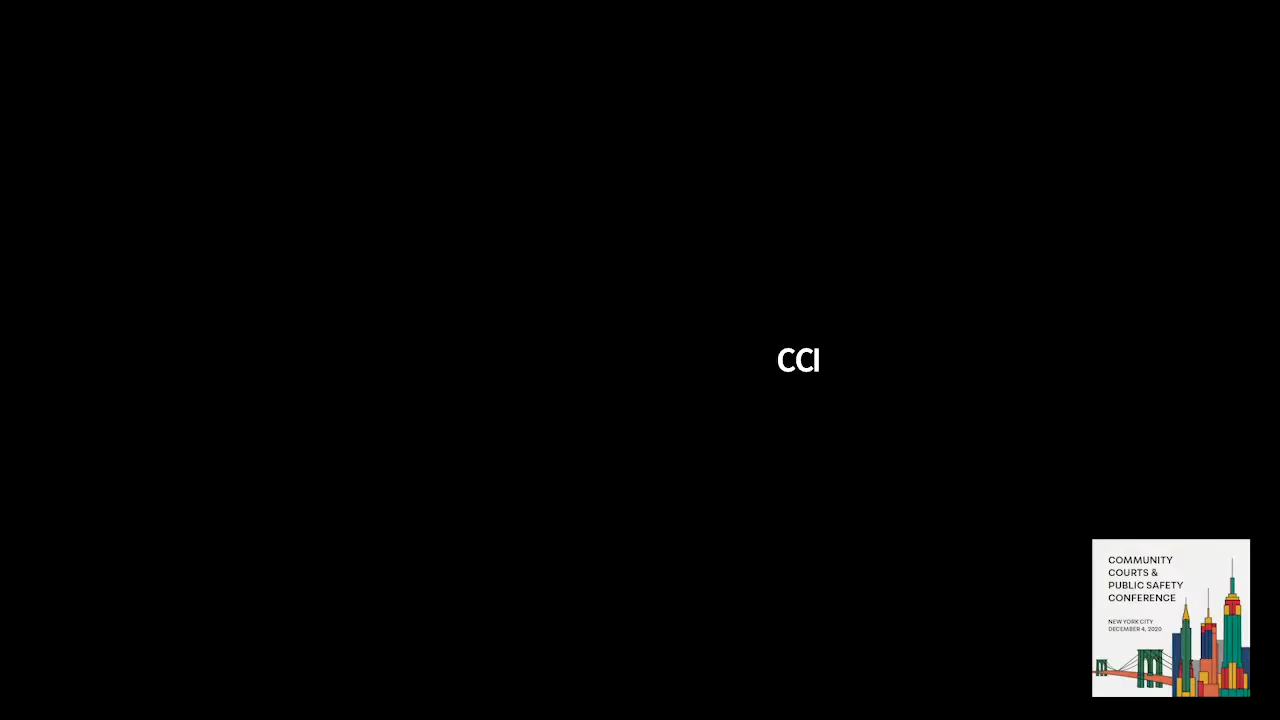 CCI
COMMUNITY
COURTS &
PUBLIC SAFETY
CONFERENCE
NEW YORK CITY
DECEMBER 4, 2020